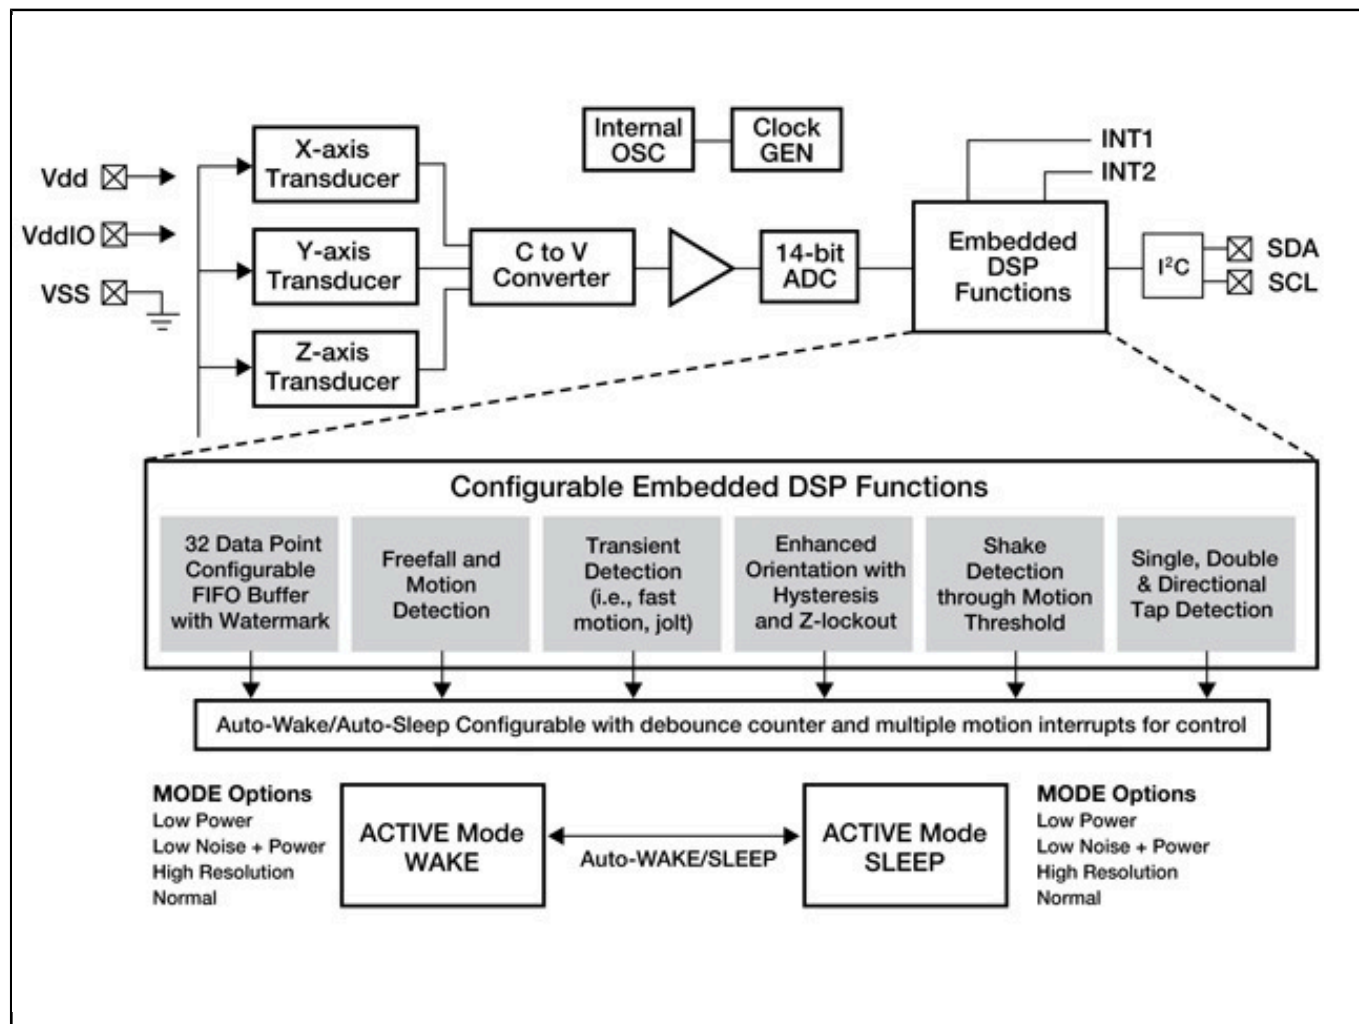 Internal
OSC
Clock
GEN
INT1
INT2
Vdd
VddIO
VSS
X-axis
Transducer
Y-axis
Transducer
Z-axis
Transducer
C to V
Converter
14-bit
ADC
Embedded
DSP
Functions
I²C
SDA
SCL
Configurable Embedded DSP Functions
32 Data Point
Configurable
FIFO Buffer
with Watermark
Freefall and
Motion
Detection
Transient
Detection
(i.e., fast
motion, jolt)
Enhanced
Orientation with
Hysteresis
and Z-lockout
Shake
Detection
through Motion
Threshold
Single, Double
& Directional
Tap Detection
Auto-Wake/Auto-Sleep Configurable with debounce counter and multiple motion interrupts for control
MODE Options
Low Power
Low Noise + Power
High Resolution
Normal
ACTIVE Mode
WAKE
Auto-WAKE/SLEEP
ACTIVE Mode
SLEEP
MODE Options
Low Power
Low Noise + Power
High Resolution
Normal